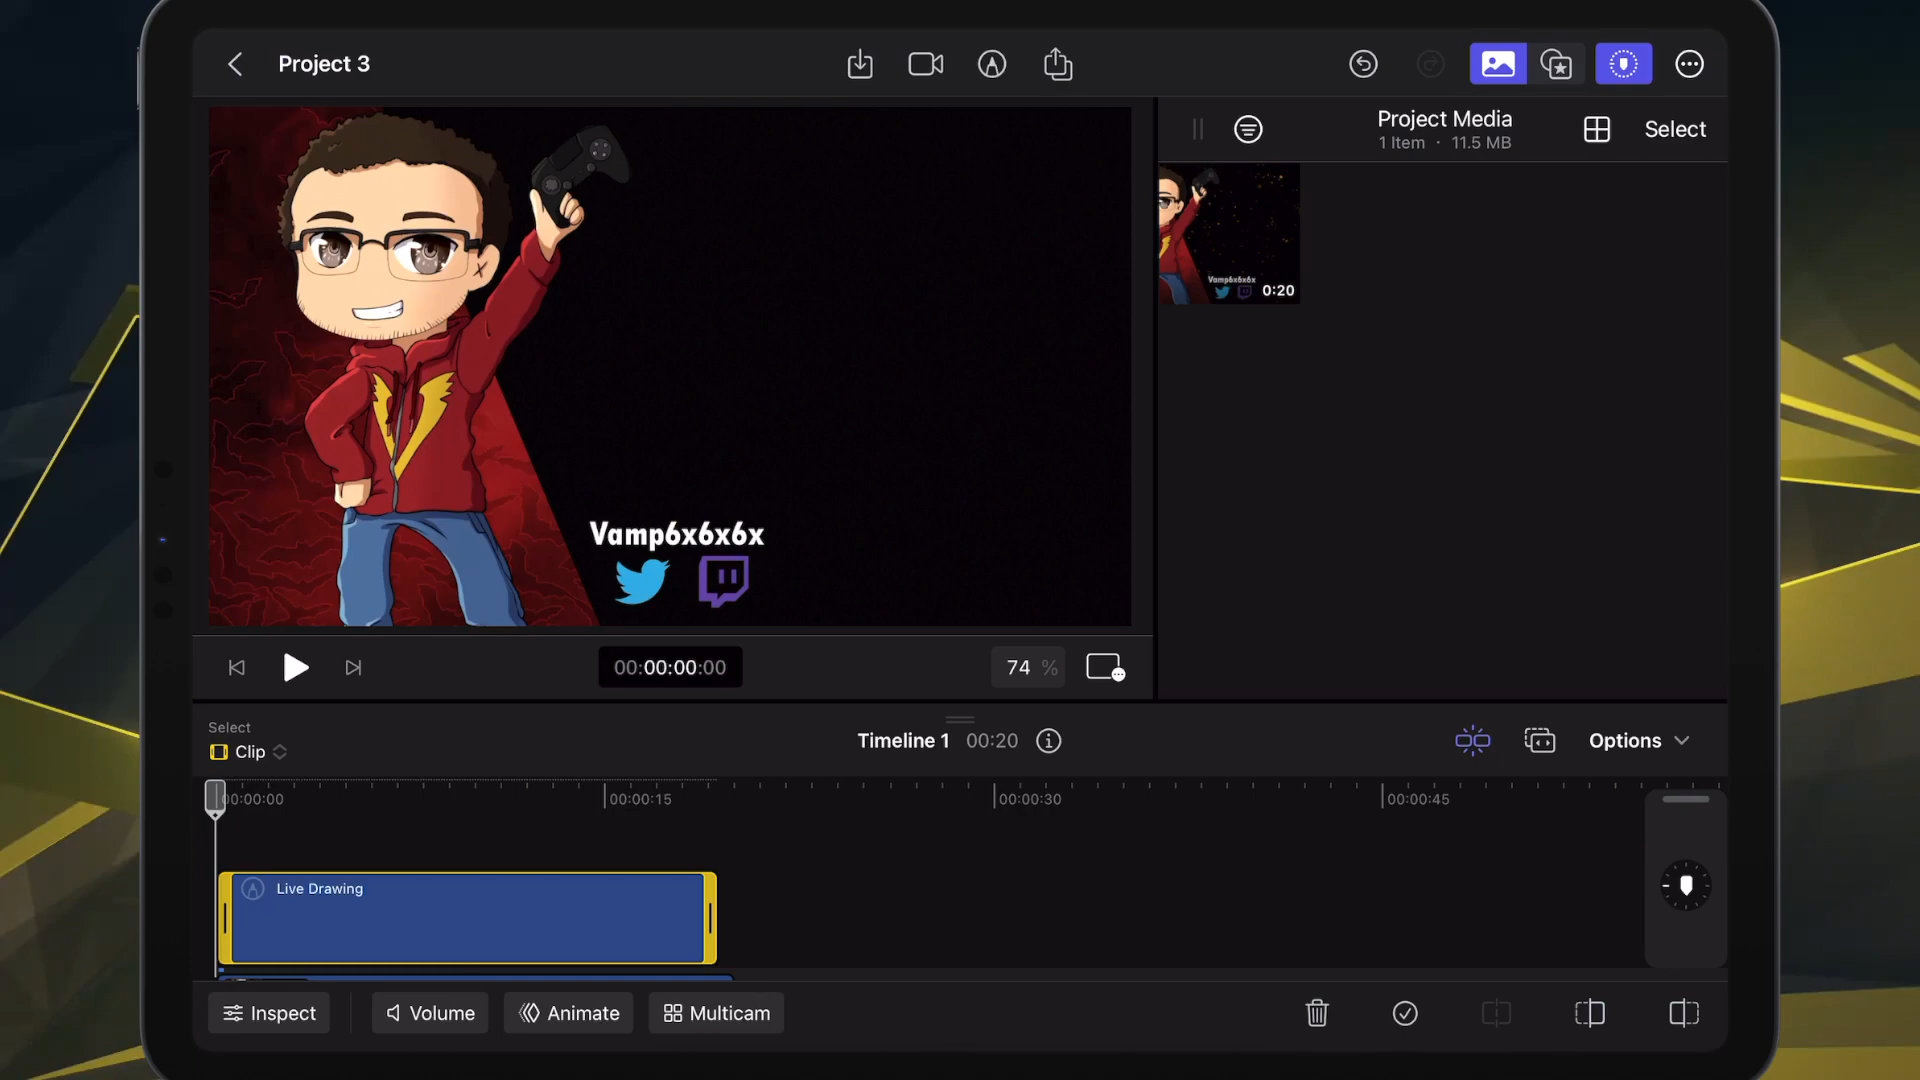 Project 3
Project Media
1 Item · 11.5 MB
Select
Vamp6x6x6x
0:20
Vamp6x6x6x
00:00:00:00
74 %
Select
Clip
Timeline 1 00:20
Options
00:00:00
00:00:15
00:00:30
00:00:45
Live Drawing
Inspect
Volume
Animate
Multicam